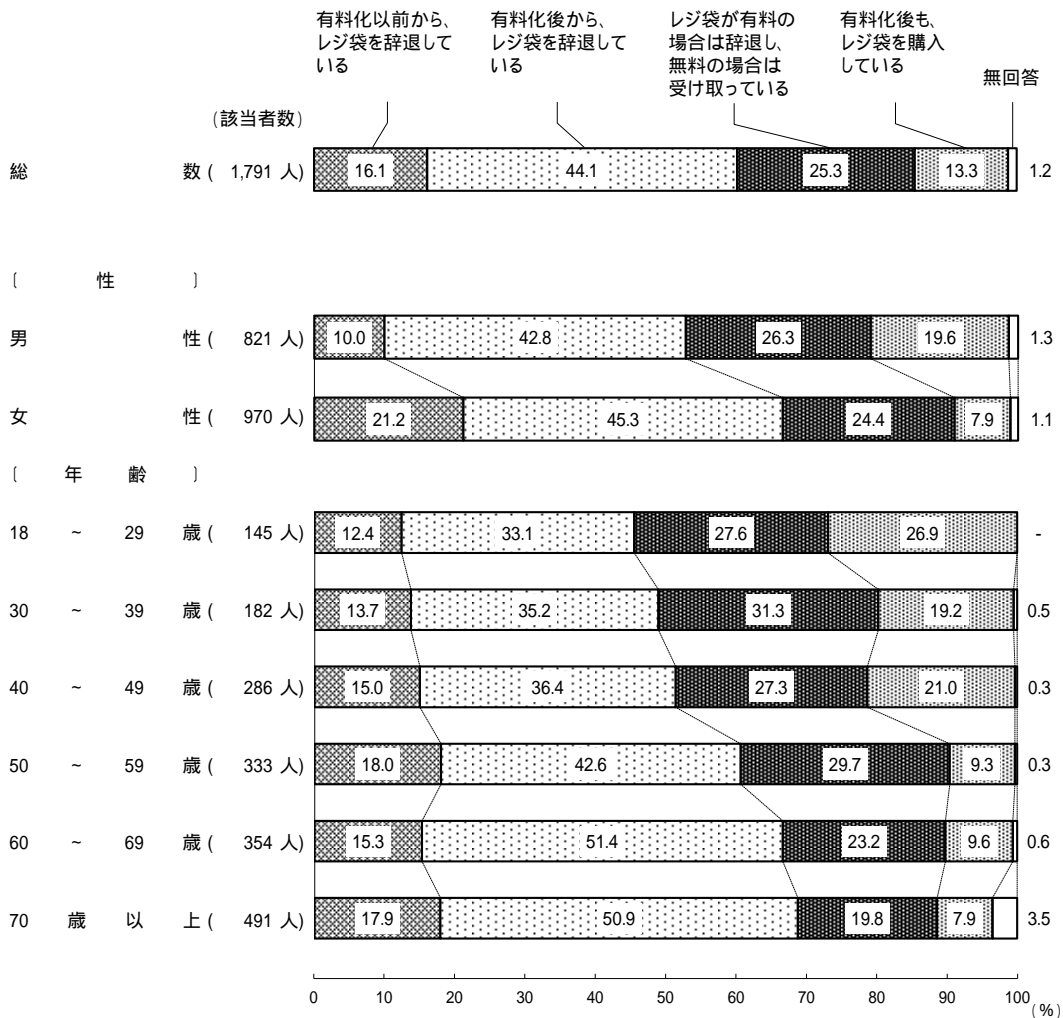 有料化以前から、
レジ袋を辞退して
いる
有料化後から、
レジ袋を辞退して
いる
レジ袋が有料の
場合は辞退し、
無料の場合は
受け取っている
有料化後も、
レジ袋を購入
している
無回答
(該当者数)
総 数 ( 1,791 人) 16.1 44.1 25.3 13.3 1.2
〔 性 〕
男 性 ( 821 人) 10.0 42.8 26.3 19.6 1.3
女 性 ( 970 人) 21.2 45.3 24.4 7.9 1.1
〔 年 齢 〕
18 ~ 29 歳 ( 145 人) 12.4 33.1 27.6 26.9 -
30 ~ 39 歳 ( 182 人) 13.7 35.2 31.3 19.2 0.5
40 ~ 49 歳 ( 286 人) 15.0 36.4 27.3 21.0 0.3
50 ~ 59 歳 ( 333 人) 18.0 42.6 29.7 9.3 0.3
60 ~ 69 歳 ( 354 人) 15.3 51.4 23.2 9.6 0.6
70 歳 以 上 ( 491 人) 17.9 50.9 19.8 7.9 3.5
0 10 20 30 40 50 60 70 80 90 100
(%)